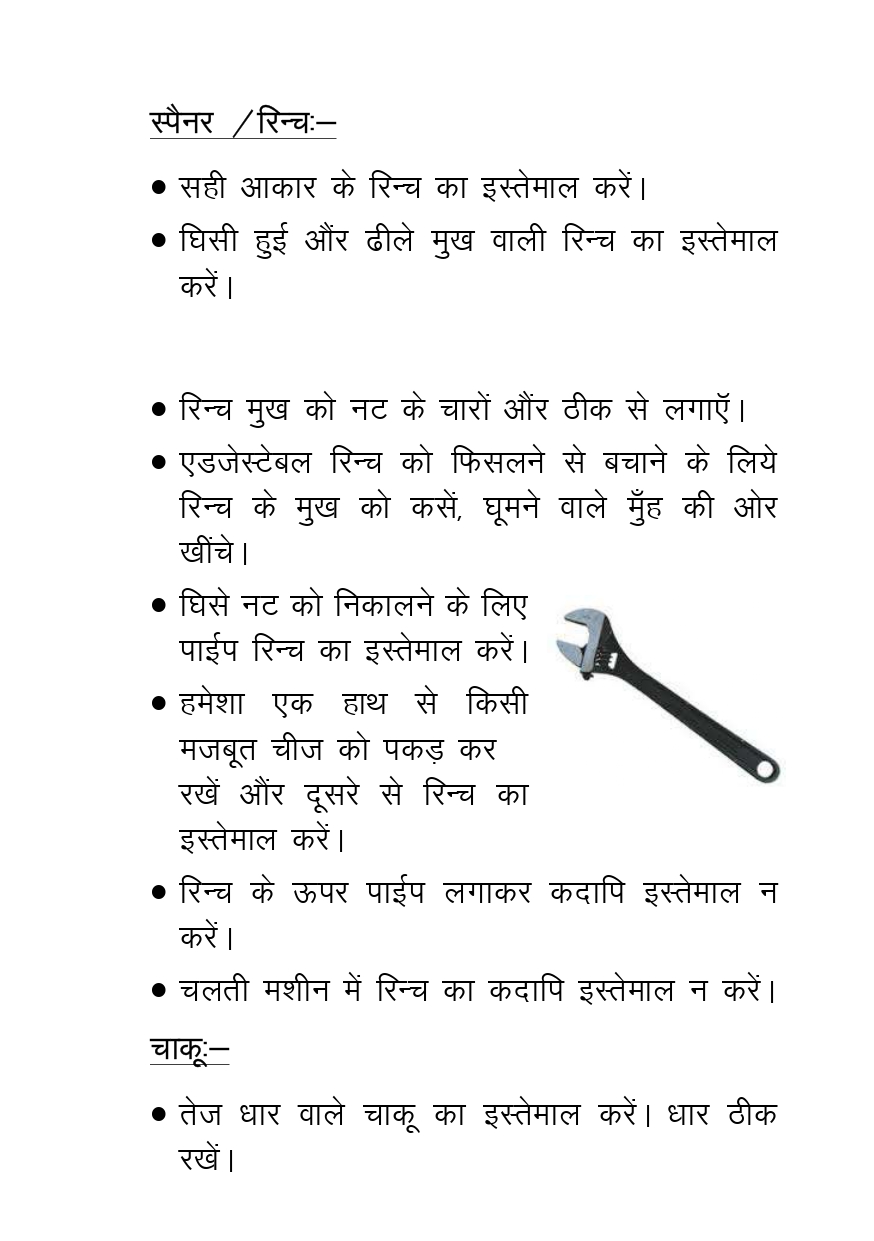 स्पैनर /रिन्चः–
• सही आकार के रिन्च का इस्तेमाल करें।
• घिसी हुई औंर ढीले मुख वाली रिन्च का इस्तेमाल
करें।
• रिन्च मुख को नट के चारों औंर ठीक से लगाऍ।
• एडजेस्टेबल रिन्च को फिसलने से बचाने के लिये
रिन्च के मुख को कसें, घूमने वाले मुँह की ओर
खींचे।
• घिसे नट को निकालने के लिए
पाईप रिन्च का इस्तेमाल करें।
• हमेशा एक हाथ से किसी
मजबूत चीज को पकड़ कर
रखें औंर दूसरे से रिन्च का
इस्तेमाल करें।
• रिन्च के ऊपर पाईप लगाकर कदापि इस्तेमाल न
करें।
• चलती मशीन में रिन्च का कदापि इस्तेमाल न करें।
चाकूः–
• तेज धार वाले चाकू का इस्तेमाल करें। धार ठीक
रखें।